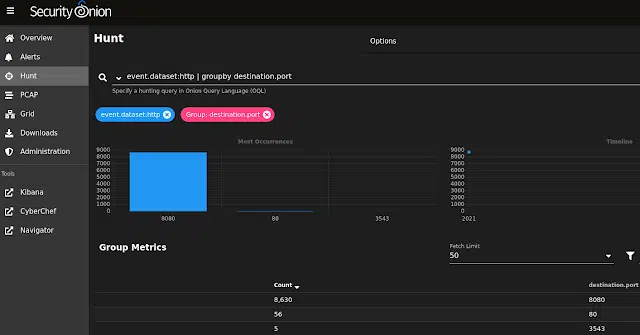 Security Onion
Overview
Alerts
Hunt
PCAP
Grid
Downloads
Administration
Tools
Kibana
CyberChef
Navigator
Hunt
Options
event.dataset:http | groupby destination.port
Specify a hunting query in Onion Query Language (OQL)
event.dataset:http
Group: destination.port
Most Occurrences
9000
8000
7000
6000
5000
4000
3000
2000
1000
0
8080
80
3543
Timeline
9000
8000
7000
6000
5000
4000
3000
2000
1000
0
2021
Group Metrics
Fetch Limit
50
Count destination.port
8,630 8080
56 80
5 3543